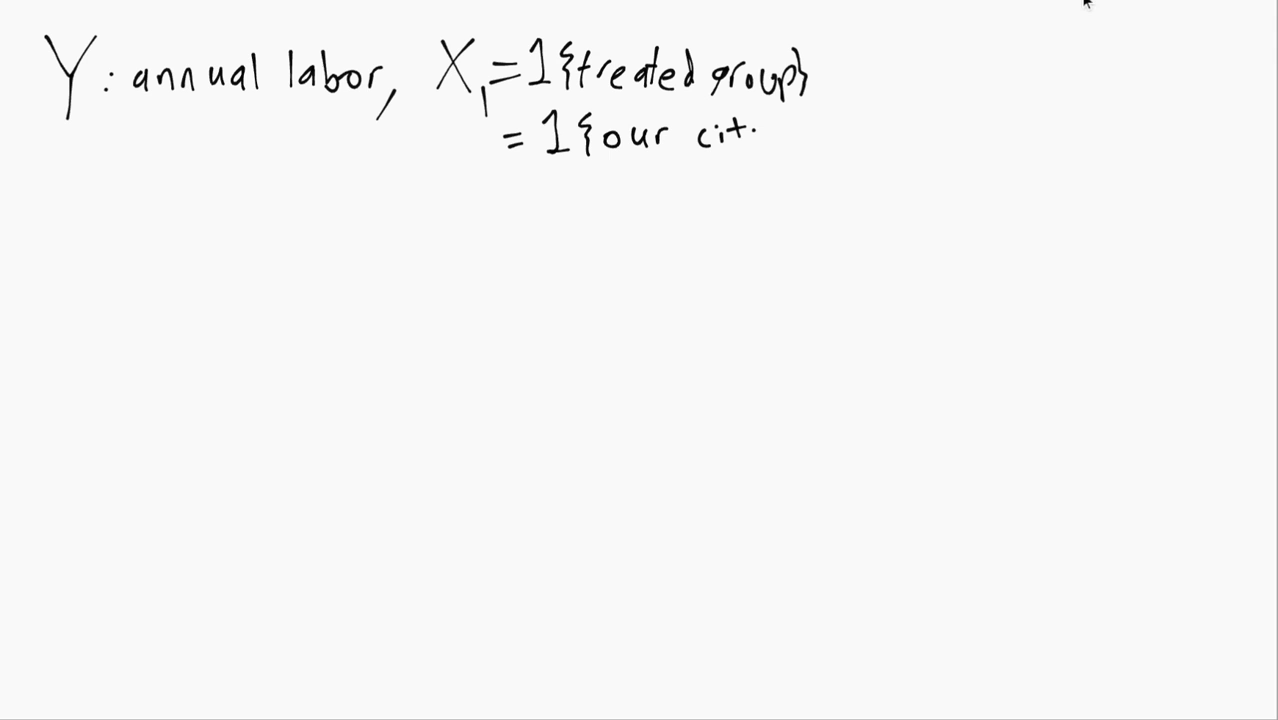 Y: annual labor, X₁=1{treated group}
= 1{our cit.